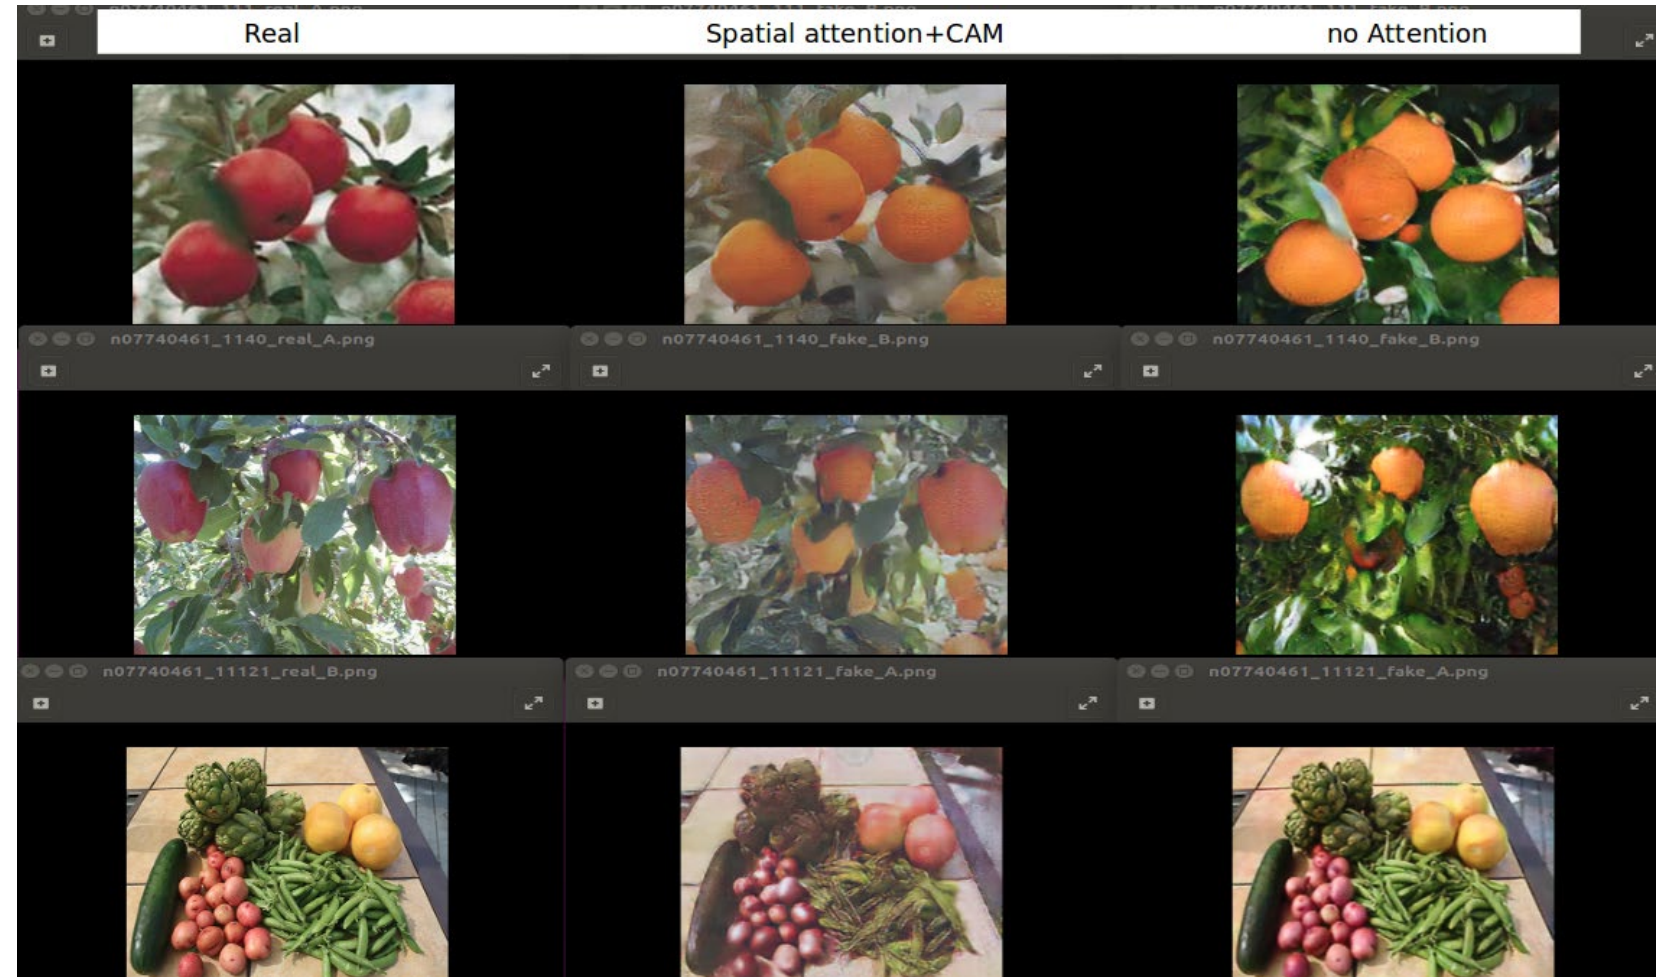 Real Spatial attention+CAM no Attention
n07740461_1140_real_A.png n07740461_1140_fake_B.png n07740461_1140_fake_B.png
n07740461_11121_real_B.png n07740461_11121_fake_A.png n07740461_11121_fake_A.png